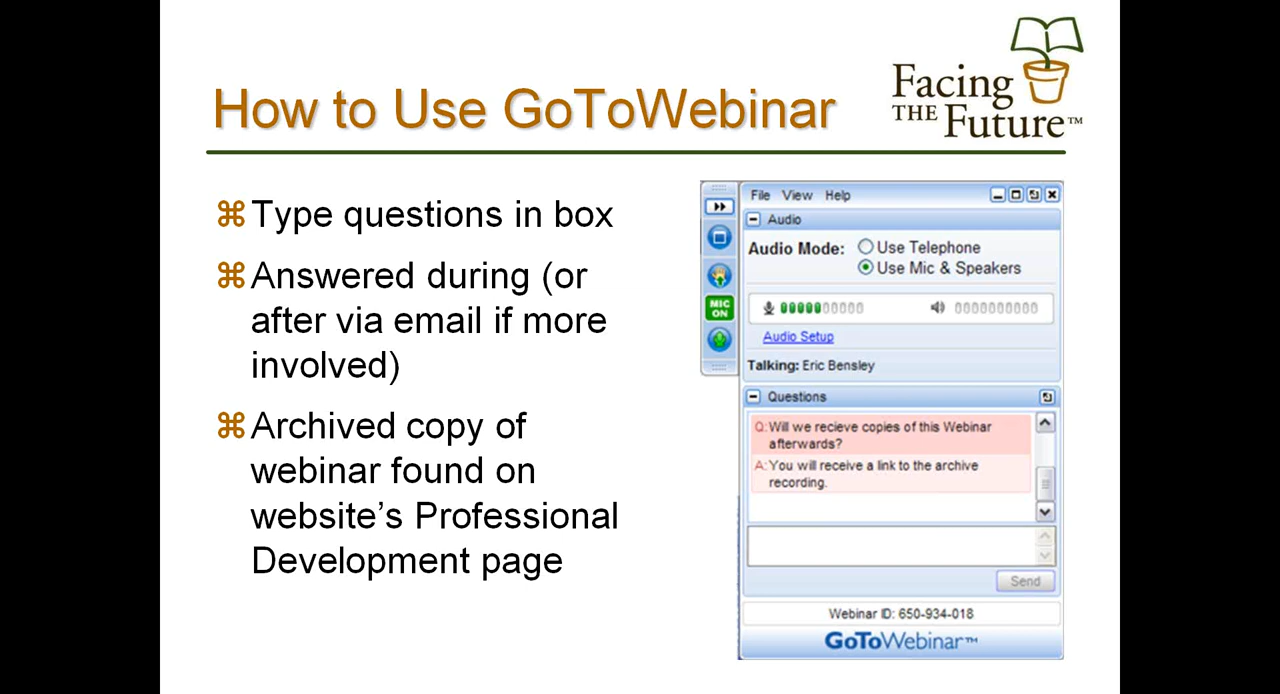 Facing
THE Future™
How to Use GoToWebinar
⌘Type questions in box
⌘Answered during (or
after via email if more
involved)
⌘Archived copy of
webinar found on
website's Professional
Development page
File View Help
Audio
Audio Mode: Use Telephone
Use Mic & Speakers
MIC
ON
Audio Setup
Talking: Eric Bensley
Questions
Q: Will we recieve copies of this Webinar
afterwards?
A: You will receive a link to the archive
recording.
Send
Webinar ID: 650-934-018
GoToWebinar™